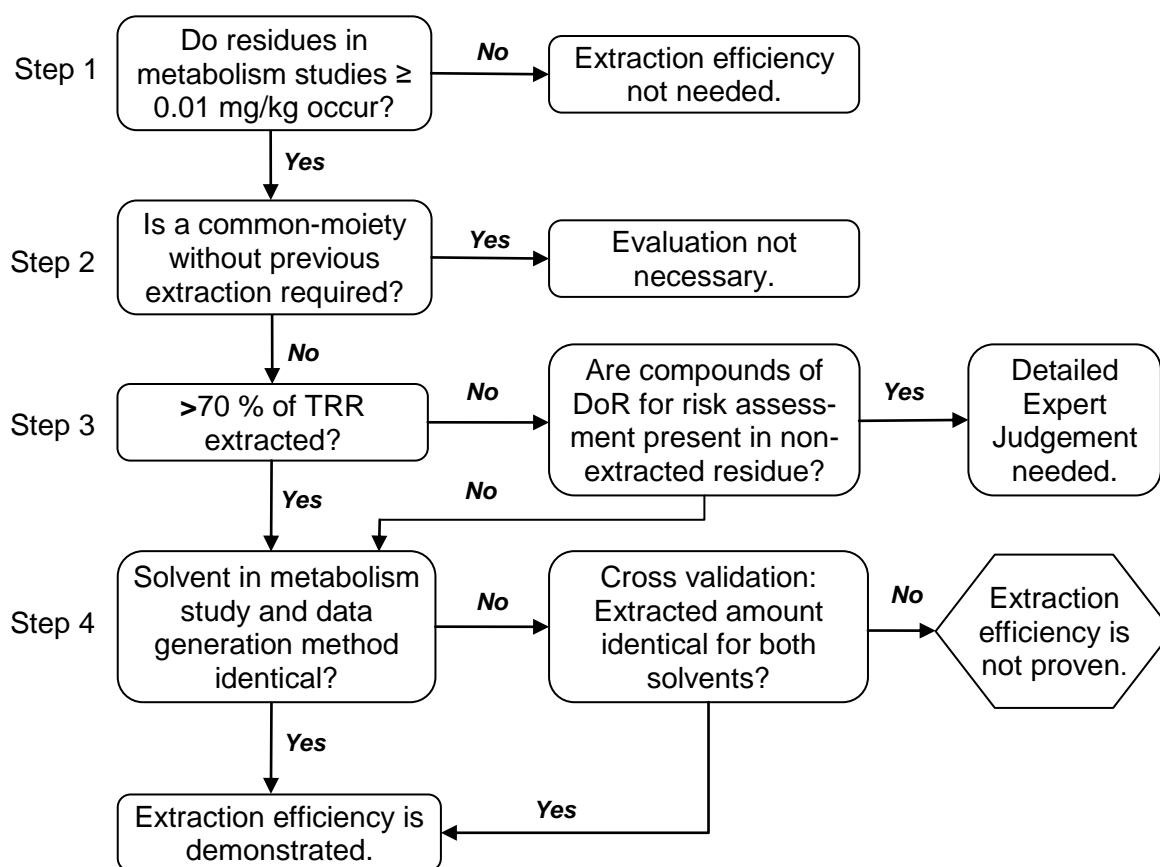 Step 1
Do residues in
metabolism studies ≥
0.01 mg/kg occur?
No
Extraction efficiency
not needed.
Yes
Step 2
Is a common-moiety
without previous
extraction required?
Yes
Evaluation not
necessary.
No
Step 3
>70 % of TRR
extracted?
No
Are compounds of
DoR for risk assess-
ment present in non-
extracted residue?
Yes
Detailed
Expert
Judgement
needed.
Yes
No
Step 4
Solvent in metabolism
study and data
generation method
identical?
No
Cross validation:
Extracted amount
identical for both
solvents?
No
Extraction
efficiency is
not proven.
Yes
Yes
Extraction efficiency is
demonstrated.